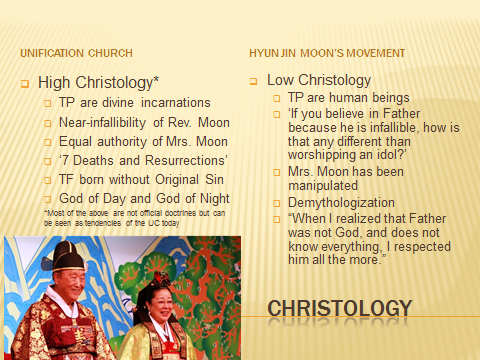 UNIFICATION CHURCH
High Christology*
TP are divine incarnations
Near-infallibility of Rev. Moon
Equal authority of Mrs. Moon
‘7 Deaths and Resurrections’
TF born without Original Sin
God of Day and God of Night
*Most of the above are not official doctrines but can
be seen as tendencies of the UC today
HYUN JIN MOON’S MOVEMENT
Low Christology
TP are human beings
‘If you believe in Father
because he is infallible, how is
that any different than
worshipping an idol?’
Mrs. Moon has been
manipulated
Demythologization
“When I realized that Father
was not God, and does not
know everything, I respected
him all the more.”
CHRISTOLOGY